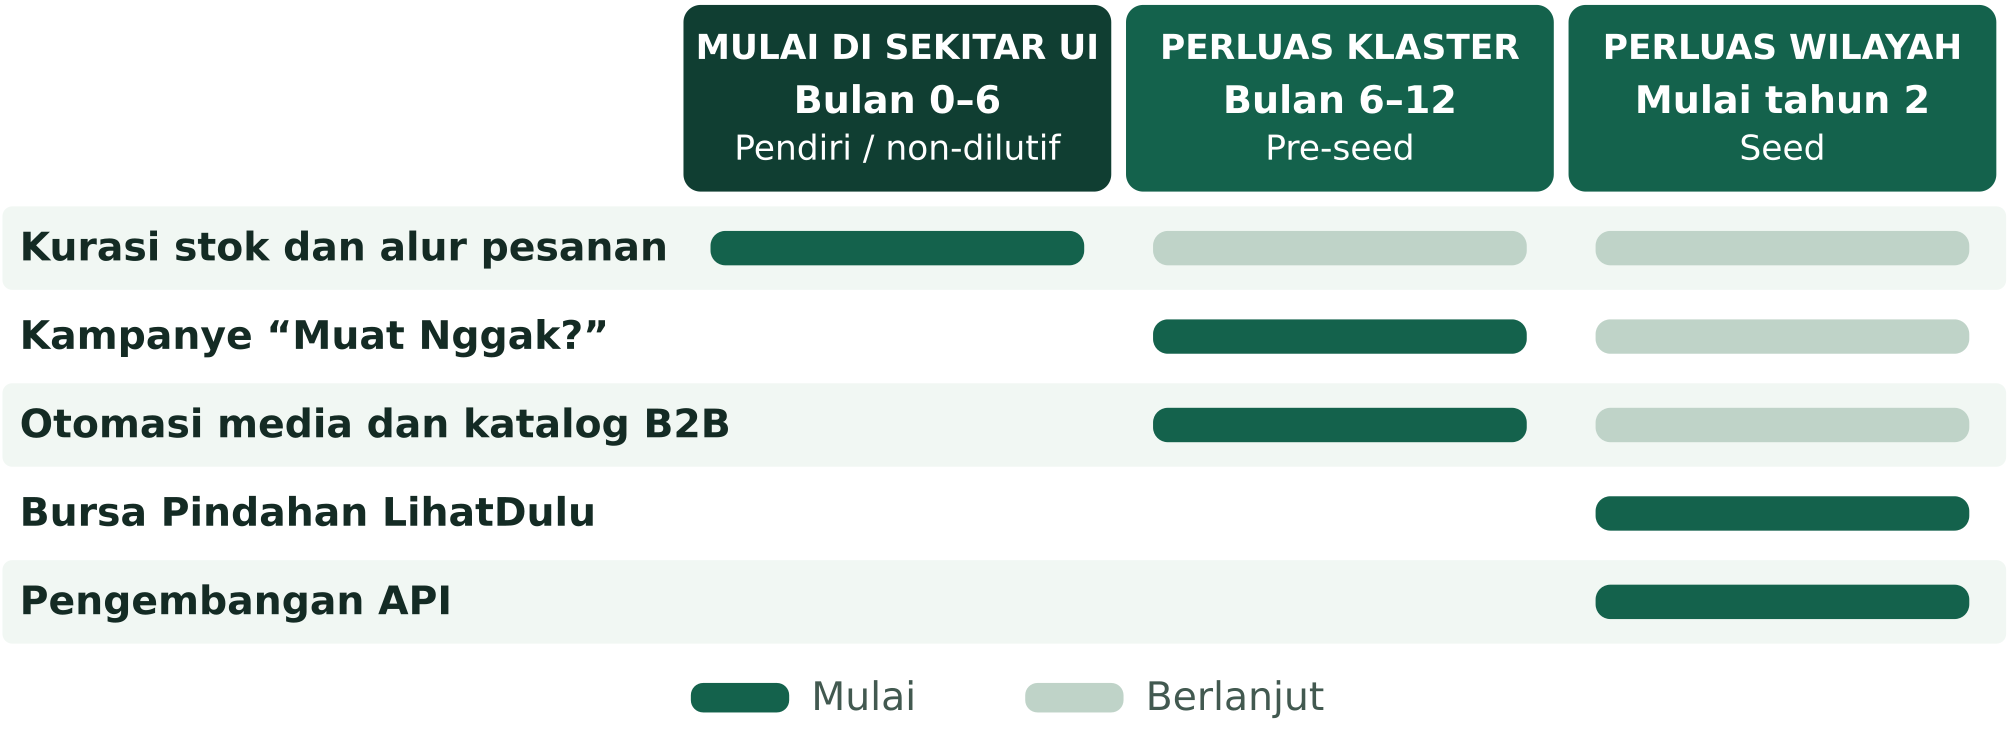 MULAI DI SEKITAR UI
Bulan 0–6
Pendiri / non-dilutif
PERLUAS KLASTER
Bulan 6–12
Pre-seed
PERLUAS WILAYAH
Mulai tahun 2
Seed
Kurasi stok dan alur pesanan
Kampanye “Muat Nggak?”
Otomasi media dan katalog B2B
Bursa Pindahan LihatDulu
Pengembangan API
Mulai
Berlanjut